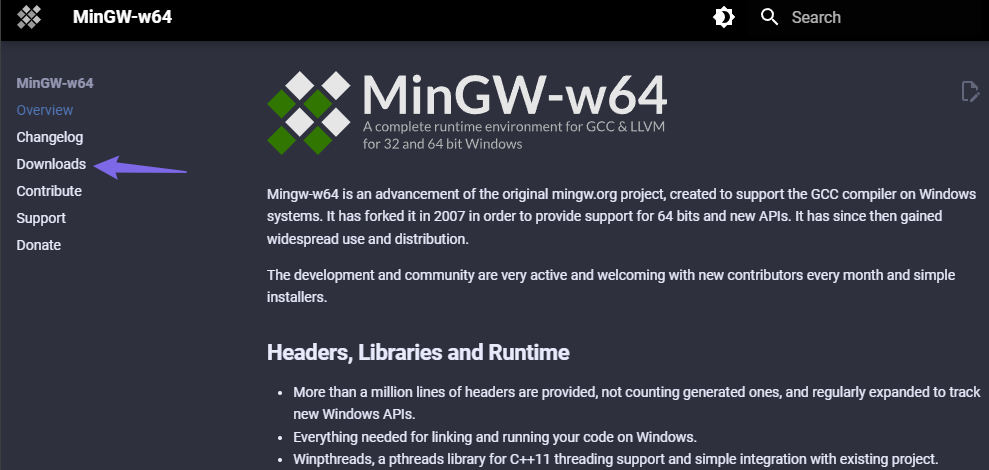 MinGW-w64
Search
MinGW-w64
Overview
Changelog
Downloads
Contribute
Support
Donate
MinGW-w64
A complete runtime environment for GCC & LLVM
for 32 and 64 bit Windows
Mingw-w64 is an advancement of the original mingw.org project, created to support the GCC compiler on Windows
systems. It has forked it in 2007 in order to provide support for 64 bits and new APIs. It has since then gained
widespread use and distribution.
The development and community are very active and welcoming with new contributors every month and simple
installers.
Headers, Libraries and Runtime
• More than a million lines of headers are provided, not counting generated ones, and regularly expanded to track
new Windows APIs.
• Everything needed for linking and running your code on Windows.
• Winpthreads, a pthreads library for C++11 threading support and simple integration with existing project.